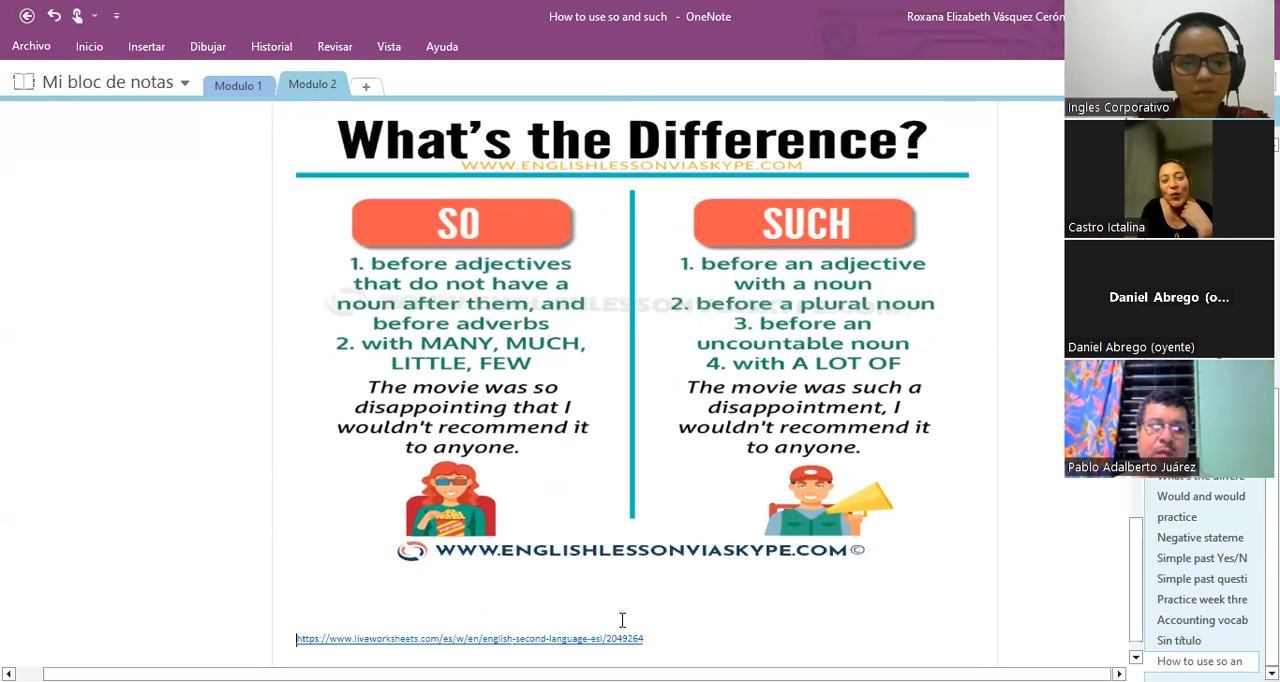 How to use so and such - OneNote
Roxana Elizabeth Vásquez Cerón
Archivo Inicio Insertar Dibujar Historial Revisar Vista Ayuda
Mi bloc de notas Modulo 1 Modulo 2 +
What's the Difference?
WWW.ENGLISHLESSONVIASKYPE.COM
SO
1. before adjectives
that do not have a
noun after them, and
before adverbs
2. with MANY, MUCH,
LITTLE, FEW
The movie was so
disappointing that I
wouldn't recommend it
to anyone.
SUCH
1. before an adjective
with a noun
2. before a plural noun
3. before an
uncountable noun
4. with A LOT OF
The movie was such a
disappointment, I
wouldn't recommend it
to anyone.
WWW.ENGLISHLESSONVIASKYPE.COM©
https://www.liveworksheets.com/es/w/en/english-second-language-esl/2049264
Ingles Corporativo
Castro Ictalina
Daniel Abrego (o...
Daniel Abrego (oyente)
Pablo Adalberto Juárez
Would and would
practice
Negative stateme
Simple past Yes/N
Simple past questi
Practice week thre
Accounting vocab
Sin título
How to use so an